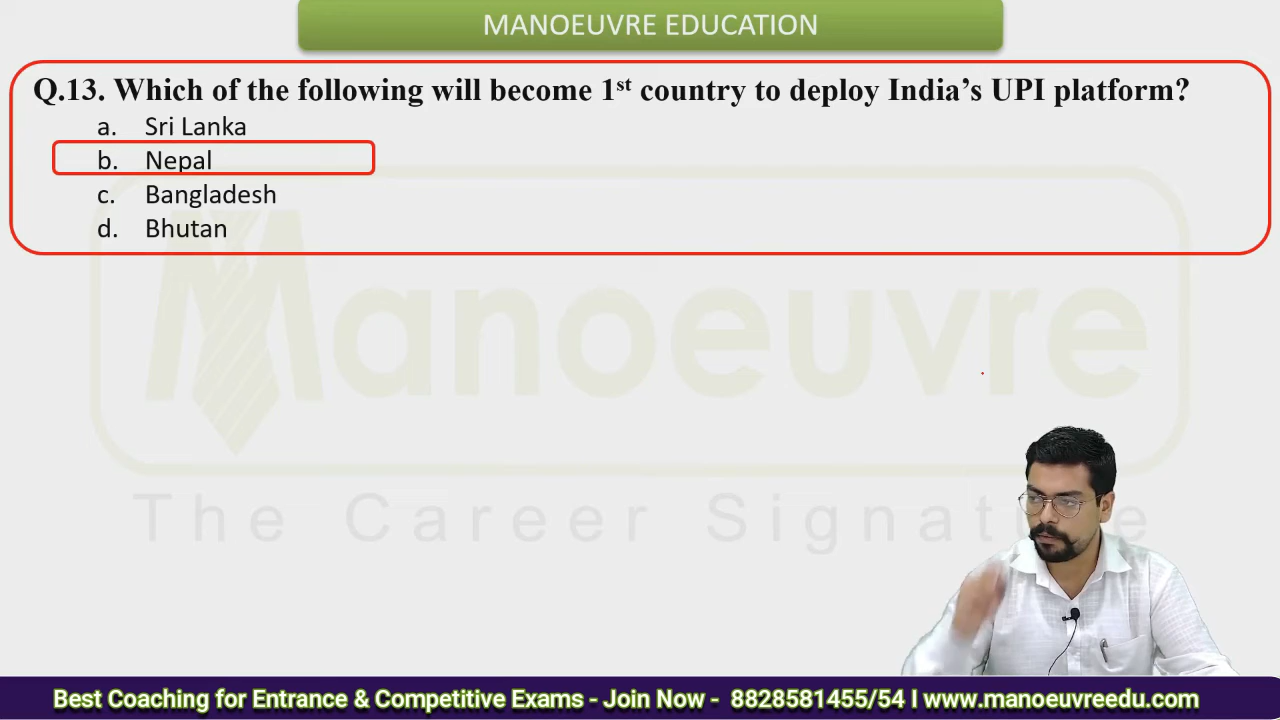 MANOEUVRE EDUCATION
Q.13. Which of the following will become 1st country to deploy India’s UPI platform?
a. Sri Lanka
b. Nepal
c. Bangladesh
d. Bhutan
Manoeuvre
The Career Signature
Best Coaching for Entrance & Competitive Exams - Join Now - 8828581455/54 I www.manoeuvreedu.com